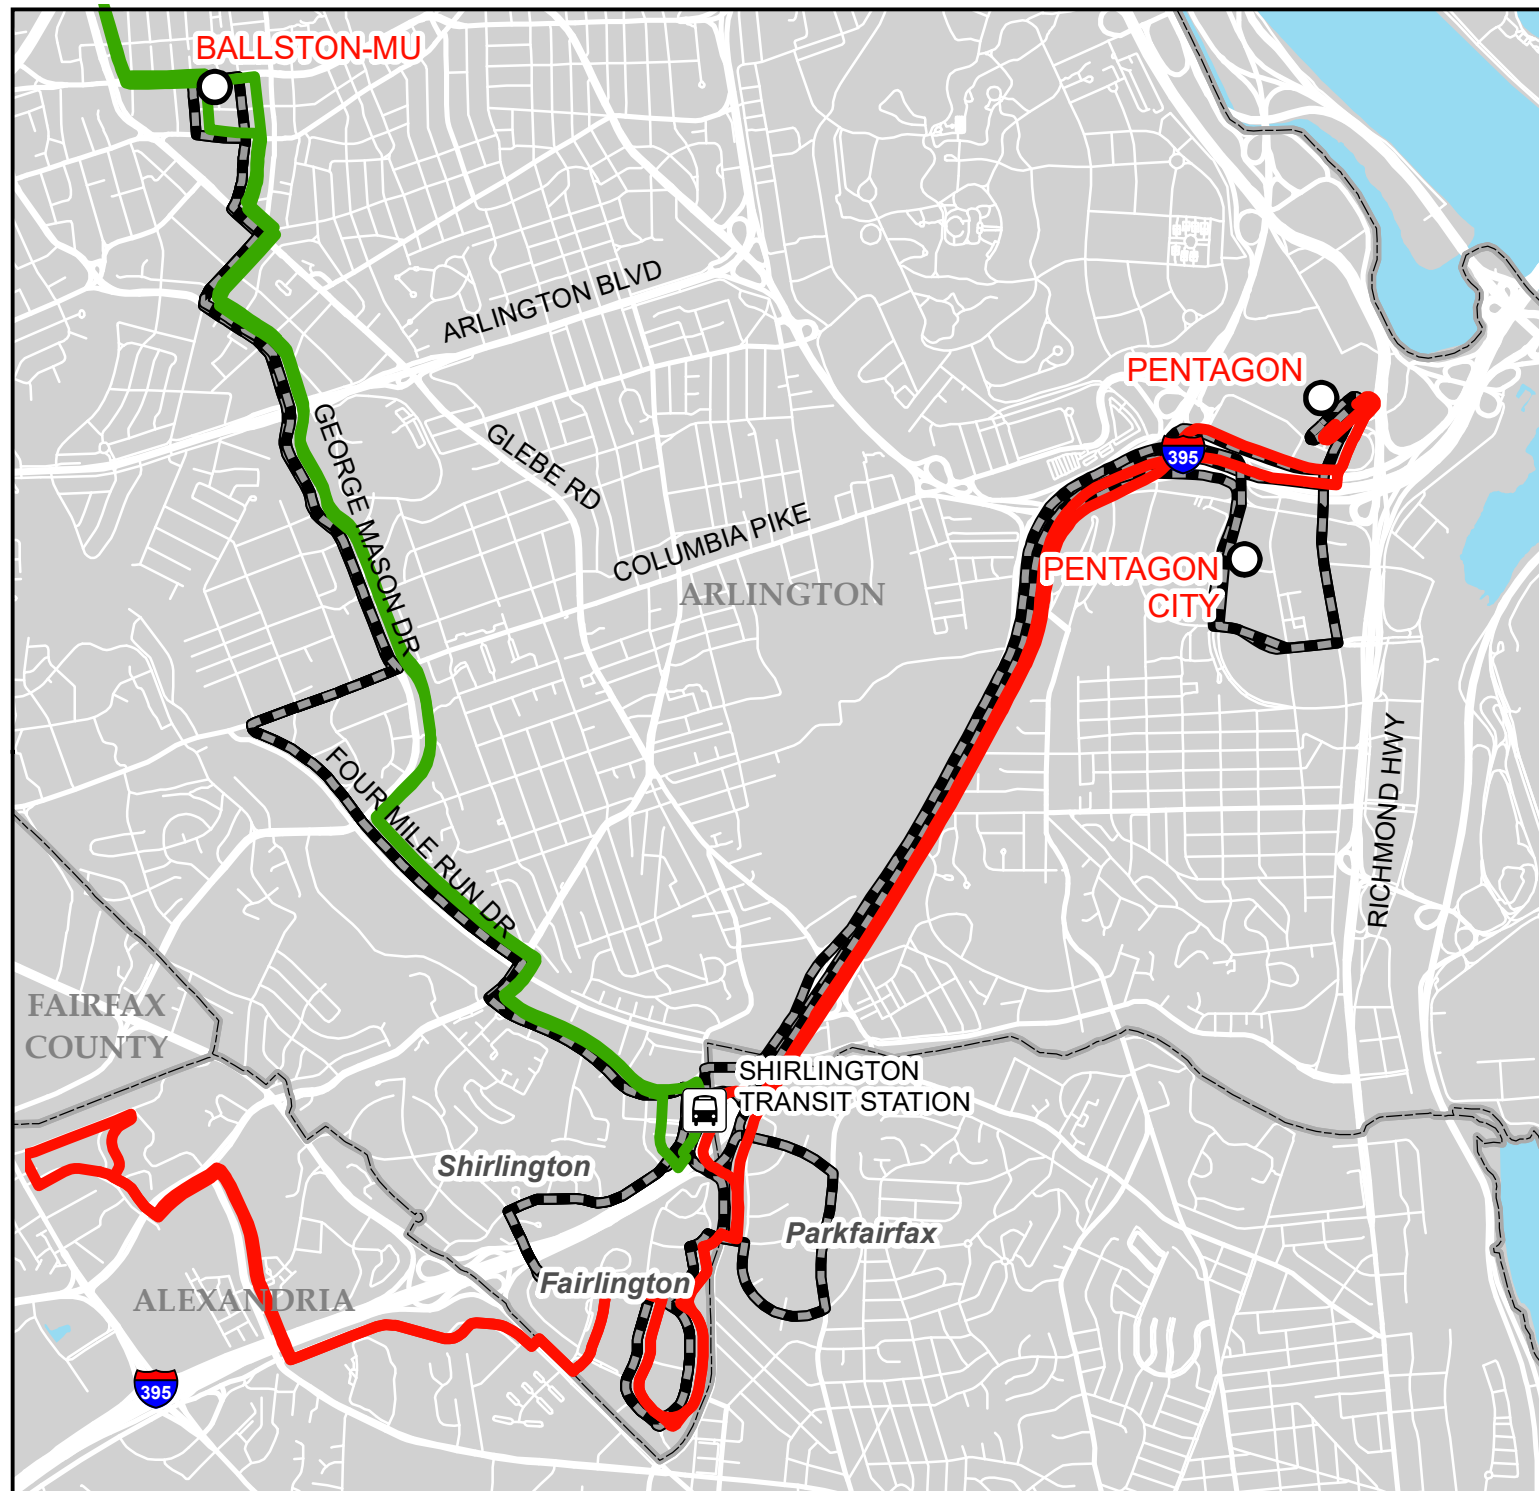 BALLSTON-MU
ARLINGTON BLVD
PENTAGON
395
GEORGE MASON DR
GLEBE RD
COLUMBIA PIKE
PENTAGON
CITY
ARLINGTON
FOUR MILE RUN DR
RICHMOND HWY
FAIRFAX
COUNTY
SHIRLINGTON
TRANSIT STATION
Shirlington
Parkfairfax
Fairlington
ALEXANDRIA
395